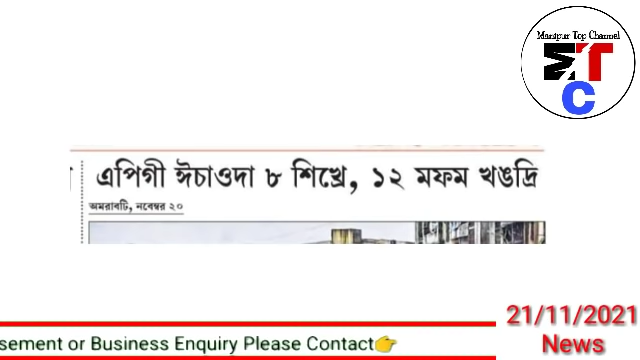 Manipur Top Channel
MTC
এপিগী ঈচাওদা ৮ শিখ্রে, ১২ মফম খঙদ্রি
অমরাবতি, নবেম্বর ২০
21/11/2021
News
sement or Business Enquiry Please Contact👉